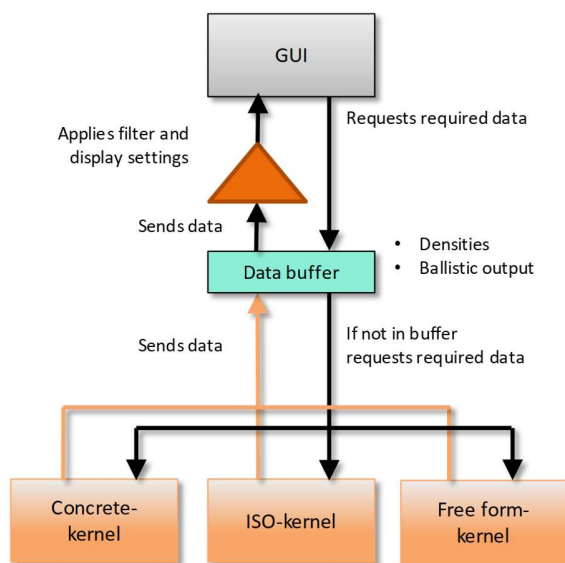 GUI
Applies filter and
display settings
Requests required data
Sends data
Data buffer
• Densities
• Ballistic output
Sends data
If not in buffer
requests required data
Concrete-
kernel
ISO-kernel
Free form-
kernel